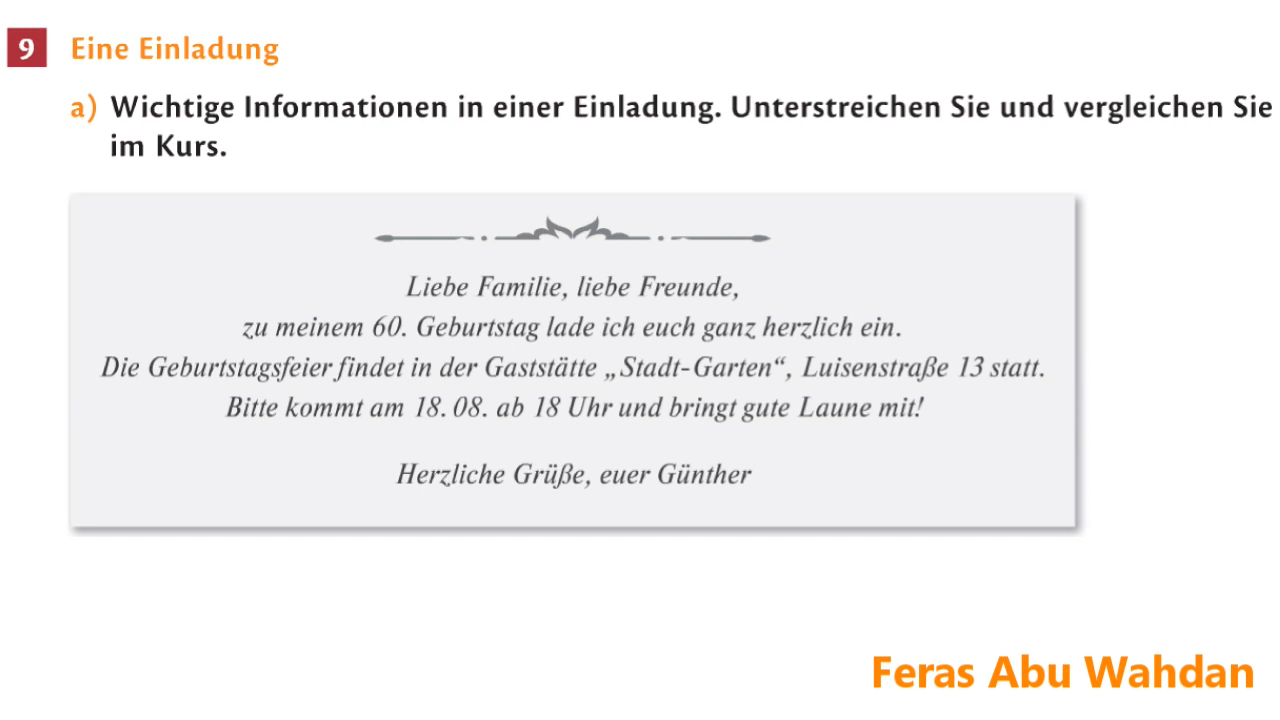 9 Eine Einladung
a) Wichtige Informationen in einer Einladung. Unterstreichen Sie und vergleichen Sie
im Kurs.
Liebe Familie, liebe Freunde,
zu meinem 60. Geburtstag lade ich euch ganz herzlich ein.
Die Geburtstagsfeier findet in der Gaststätte „Stadt-Garten“, Luisenstraße 13 statt.
Bitte kommt am 18. 08. ab 18 Uhr und bringt gute Laune mit!
Herzliche Grüße, euer Günther
Feras Abu Wahdan